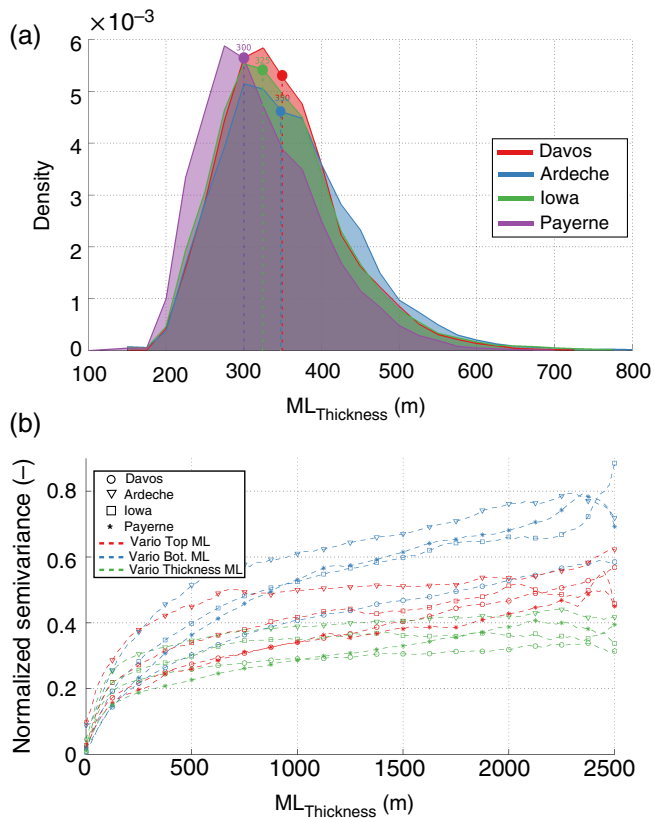 (a)
×10⁻³
6
5
4
3
2
1
0
Density
300
325
350
Davos
Ardeche
Iowa
Payerne
100 200 300 400 500 600 700 800
ML_Thickness (m)
(b)
Davos
Ardeche
Iowa
Payerne
Vario Top ML
Vario Bot. ML
Vario Thickness ML
0.8
0.6
0.4
0.2
0
Normalized semivariance (–)
0 500 1000 1500 2000 2500
ML_Thickness (m)